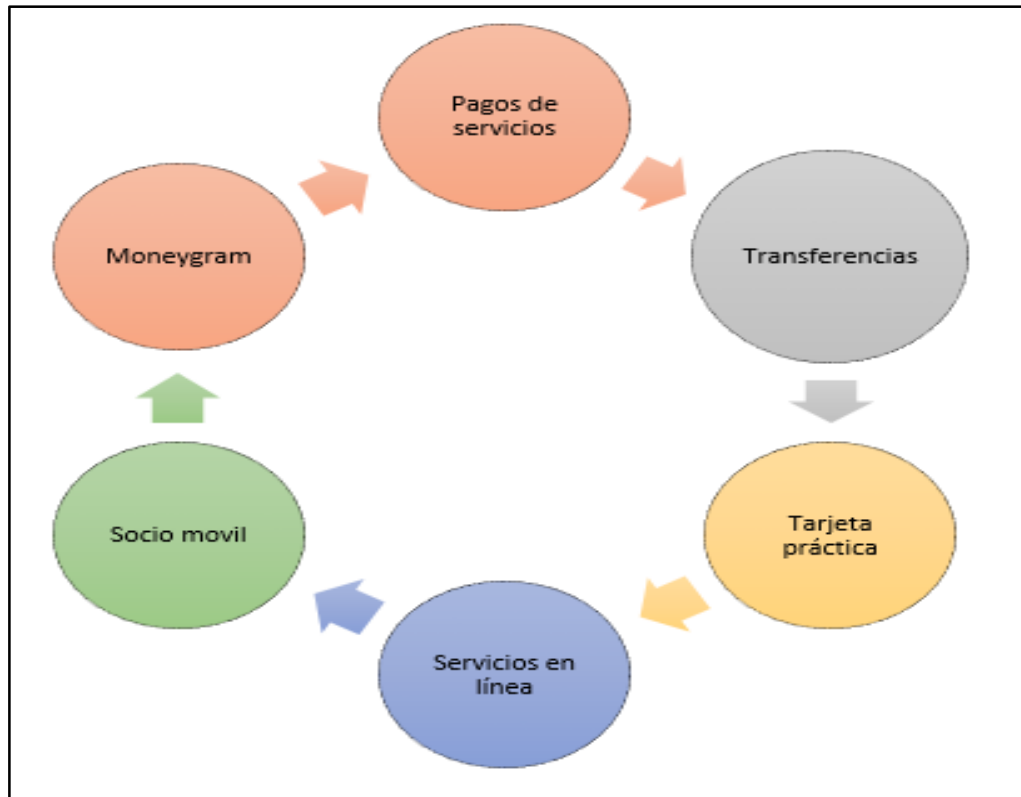 Pagos de
servicios
Transferencias
Tarjeta
práctica
Servicios en
línea
Socio movil
Moneygram